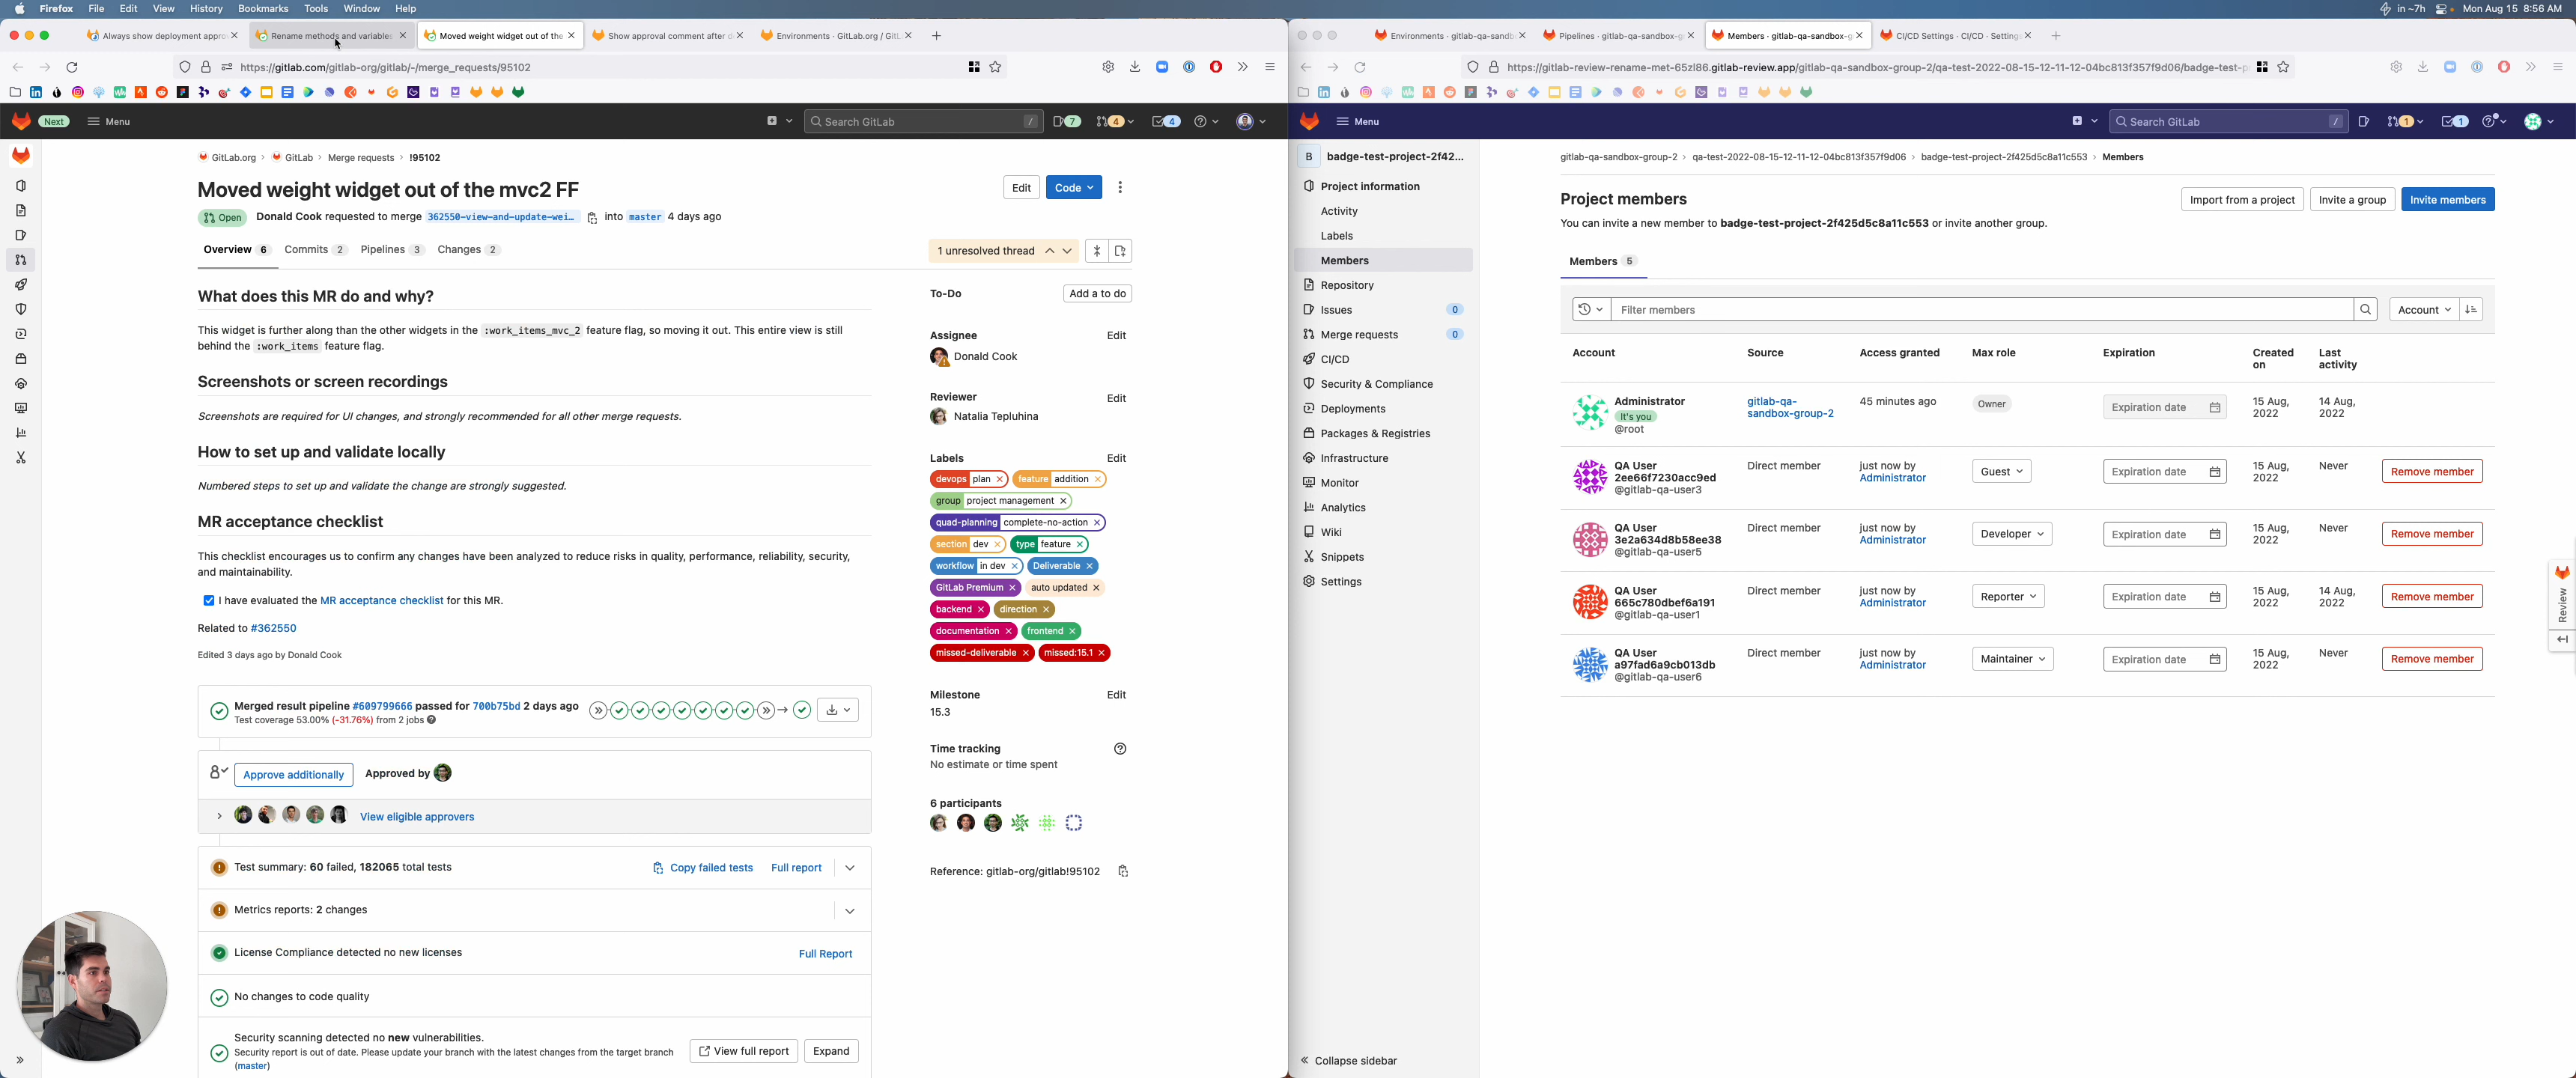 Firefox File Edit View History Bookmarks Tools Window Help
in ~7h Mon Aug 15 8:56 AM
Always show deployment appro
Rename methods and variables
Moved weight widget out of the
Show approval comment after d
Environments · GitLab.org / GitL
https://gitlab.com/gitlab-org/gitlab/-/merge_requests/95102
Next Menu
Search GitLab /
7 4 4
GitLab.org › GitLab › Merge requests › !95102
Moved weight widget out of the mvc2 FF
Edit Code
Open Donald Cook requested to merge 362550-view-and-update-wei… into master 4 days ago
Overview 6 Commits 2 Pipelines 3 Changes 2
1 unresolved thread
What does this MR do and why?
This widget is further along than the other widgets in the :work_items_mvc_2 feature flag, so moving it out. This entire view is still
behind the :work_items feature flag.
Screenshots or screen recordings
Screenshots are required for UI changes, and strongly recommended for all other merge requests.
How to set up and validate locally
Numbered steps to set up and validate the change are strongly suggested.
MR acceptance checklist
This checklist encourages us to confirm any changes have been analyzed to reduce risks in quality, performance, reliability, security,
and maintainability.
I have evaluated the MR acceptance checklist for this MR.
Related to #362550
Edited 3 days ago by Donald Cook
Merged result pipeline #609799666 passed for 700b75bd 2 days ago
Test coverage 53.00% (-31.76%) from 2 jobs
Approve additionally Approved by
View eligible approvers
Test summary: 60 failed, 182065 total tests
Copy failed tests Full report
Metrics reports: 2 changes
License Compliance detected no new licenses
Full Report
No changes to code quality
Security scanning detected no new vulnerabilities.
Security report is out of date. Please update your branch with the latest changes from the target branch
(master)
View full report Expand
To-Do Add a to do
Assignee Edit
Donald Cook
Reviewer Edit
Natalia Tepluhina
Labels Edit
devops plan feature addition
group project management
quad-planning complete-no-action
section dev type feature
workflow in dev Deliverable
GitLab Premium auto updated
backend direction
documentation frontend
missed-deliverable missed:15.1
Milestone Edit
15.3
Time tracking
No estimate or time spent
6 participants
Reference: gitlab-org/gitlab!95102
Environments · gitlab-qa-sandb
Pipelines · gitlab-qa-sandbox-g
Members · gitlab-qa-sandbox-g
CI/CD Settings · CI/CD · Setting
https://gitlab-review-rename-met-65zl86.gitlab-review.app/gitlab-qa-sandbox-group-2/qa-test-2022-08-15-12-11-12-04bc813f357f9d06/badge-test-p
Menu
Search GitLab /
1 1
B badge-test-project-2f42...
Project information
Activity
Labels
Members
Repository
Issues 0
Merge requests 0
CI/CD
Security & Compliance
Deployments
Packages & Registries
Infrastructure
Monitor
Analytics
Wiki
Snippets
Settings
Collapse sidebar
gitlab-qa-sandbox-group-2 › qa-test-2022-08-15-12-11-12-04bc813f357f9d06 › badge-test-project-2f425d5c8a11c553 › Members
Project members
Import from a project Invite a group Invite members
You can invite a new member to badge-test-project-2f425d5c8a11c553 or invite another group.
Members 5
Filter members
Account
Account Source Access granted Max role Expiration Created on Last activity
Administrator
It's you
@root
gitlab-qa-
sandbox-group-2
45 minutes ago Owner Expiration date 15 Aug, 2022 14 Aug, 2022
QA User
2ee66f7230acc9ed
@gitlab-qa-user3
Direct member just now by Administrator Guest Expiration date 15 Aug, 2022 Never Remove member
QA User
3e2a634d8b58ee38
@gitlab-qa-user5
Direct member just now by Administrator Developer Expiration date 15 Aug, 2022 Never Remove member
QA User
665c780dbef6a191
@gitlab-qa-user1
Direct member just now by Administrator Reporter Expiration date 15 Aug, 2022 14 Aug, 2022 Remove member
QA User
a97fad6a9cb013db
@gitlab-qa-user6
Direct member just now by Administrator Maintainer Expiration date 15 Aug, 2022 Never Remove member
Review